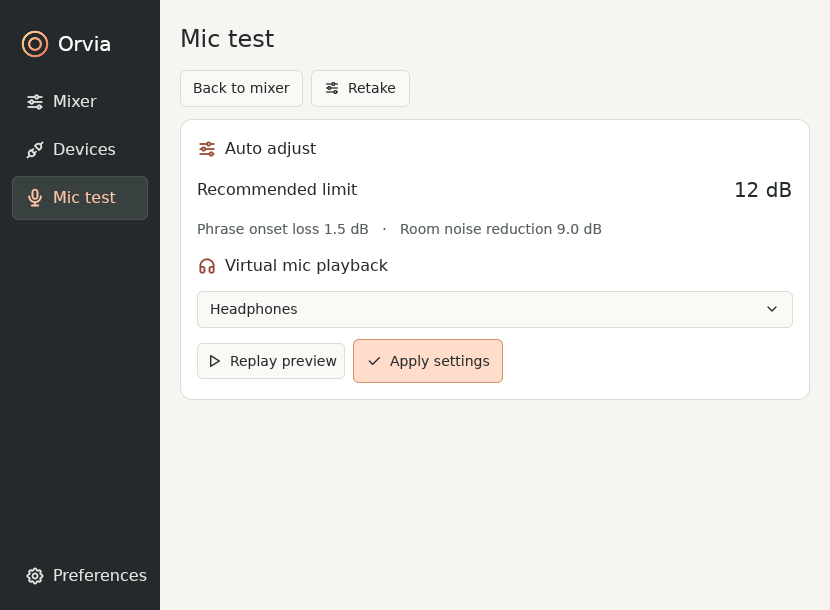 Orvia
Mixer
Devices
Mic test
Preferences
Mic test
Back to mixer
Retake
Auto adjust
Recommended limit 12 dB
Phrase onset loss 1.5 dB · Room noise reduction 9.0 dB
Virtual mic playback
Headphones
Replay preview
Apply settings